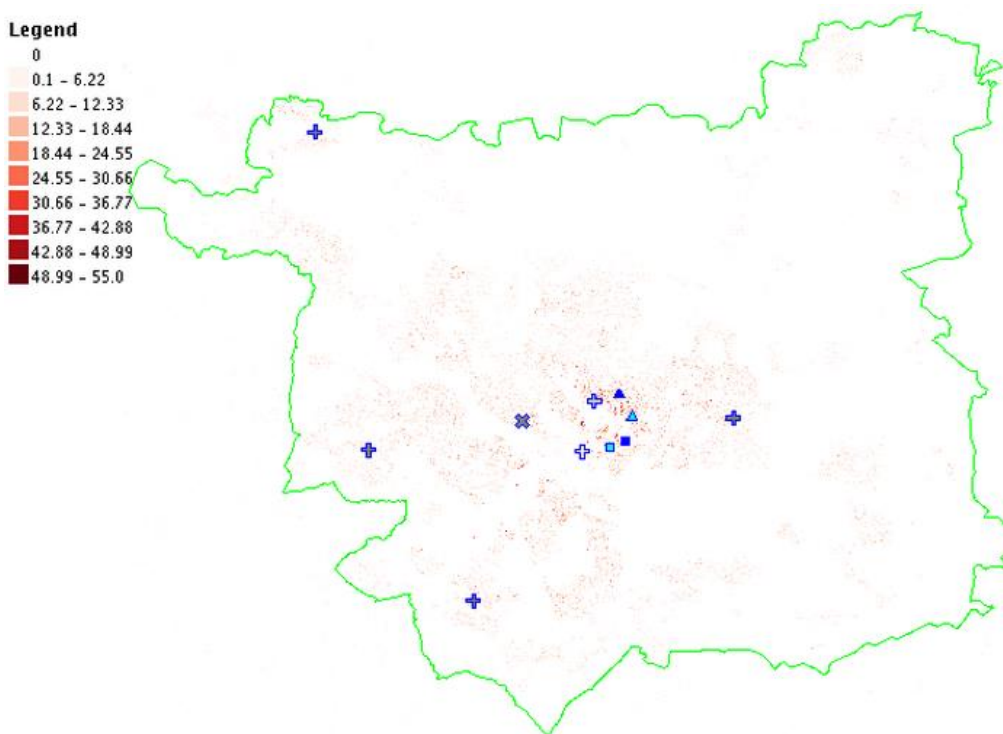 Legend
0
0.1 - 6.22
6.22 - 12.33
12.33 - 18.44
18.44 - 24.55
24.55 - 30.66
30.66 - 36.77
36.77 - 42.88
42.88 - 48.99
48.99 - 55.0